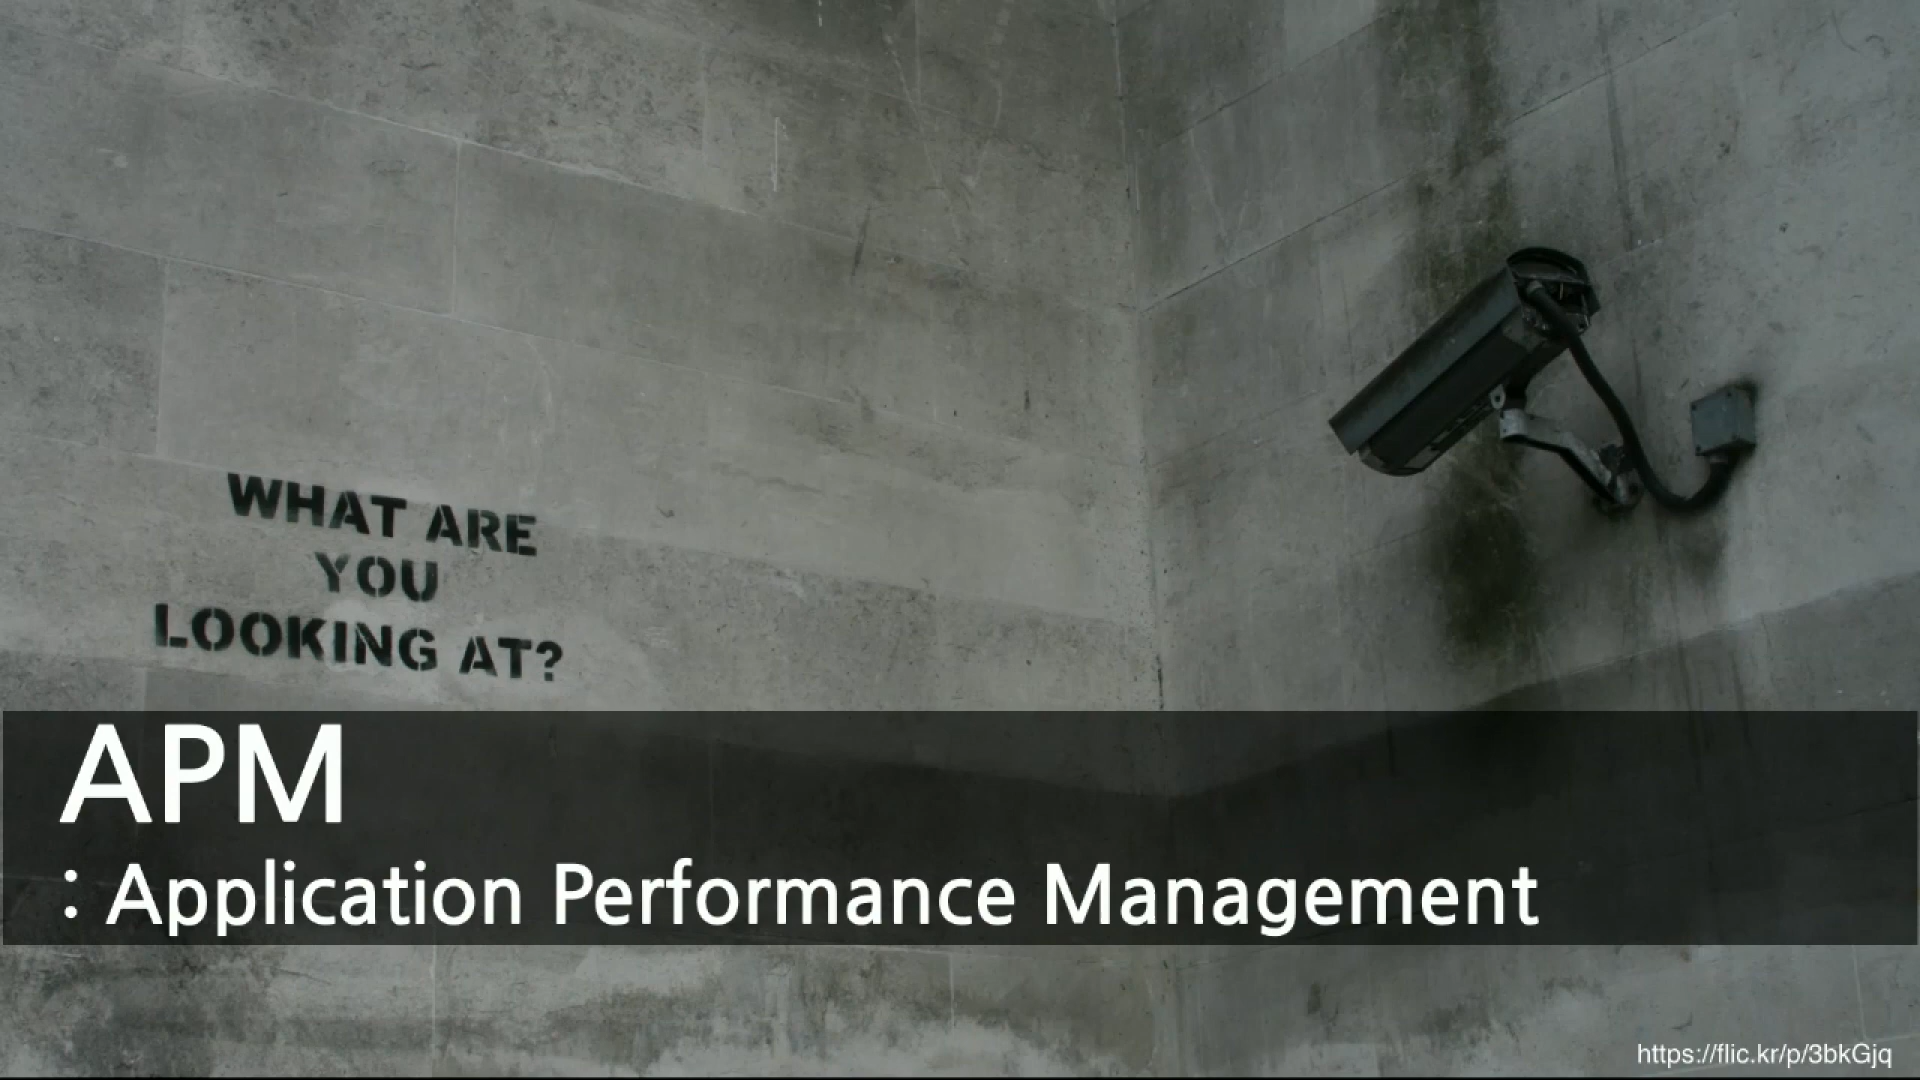 WHAT ARE
YOU
LOOKING AT?
APM
: Application Performance Management
https://flic.kr/p/3bkGjq